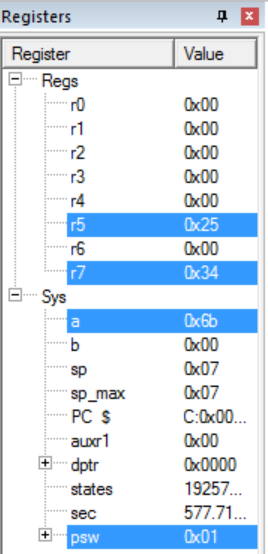 Registers
Register Value
Regs
r0 0x00
r1 0x00
r2 0x00
r3 0x00
r4 0x00
r5 0x25
r6 0x00
r7 0x34
Sys
a 0x6b
b 0x00
sp 0x07
sp_max 0x07
PC $ C:0x00...
auxr1 0x00
dptr 0x0000
states 19257...
sec 577.71...
psw 0x01